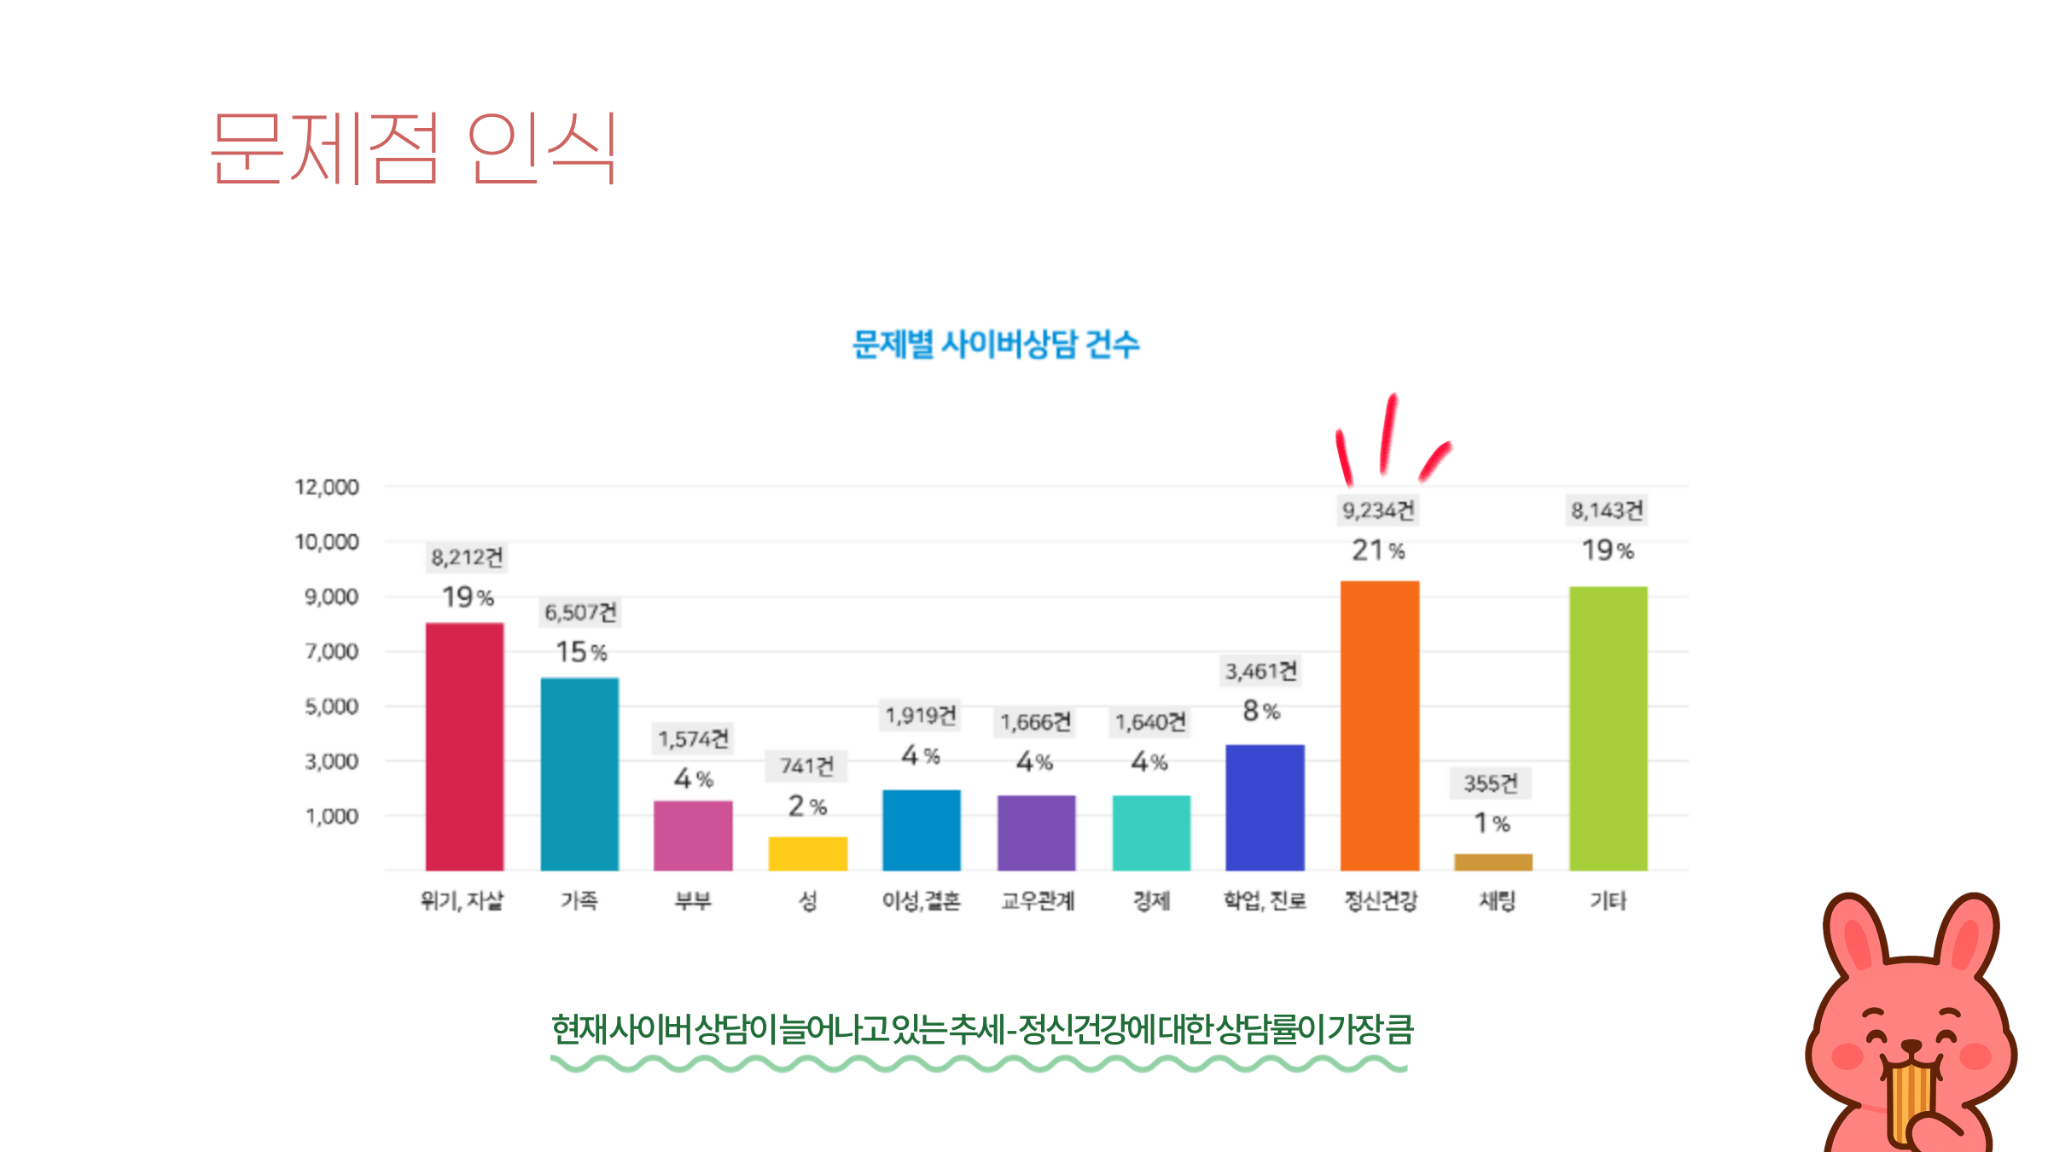 문제점 인식
문제별 사이버상담 건수
12,000
10,000
9,000
7,000
5,000
3,000
1,000
8,212건
19%
6,507건
15%
1,574건
4%
741건
2%
1,919건
4%
1,666건
4%
1,640건
4%
3,461건
8%
9,234건
21%
355건
1%
8,143건
19%
위기, 자살
가족
부부
성
이성,결혼
교우관계
경제
학업, 진로
정신건강
채팅
기타
현재 사이버 상담이 늘어나고 있는 추세 - 정신건강에 대한 상담률이 가장 큼